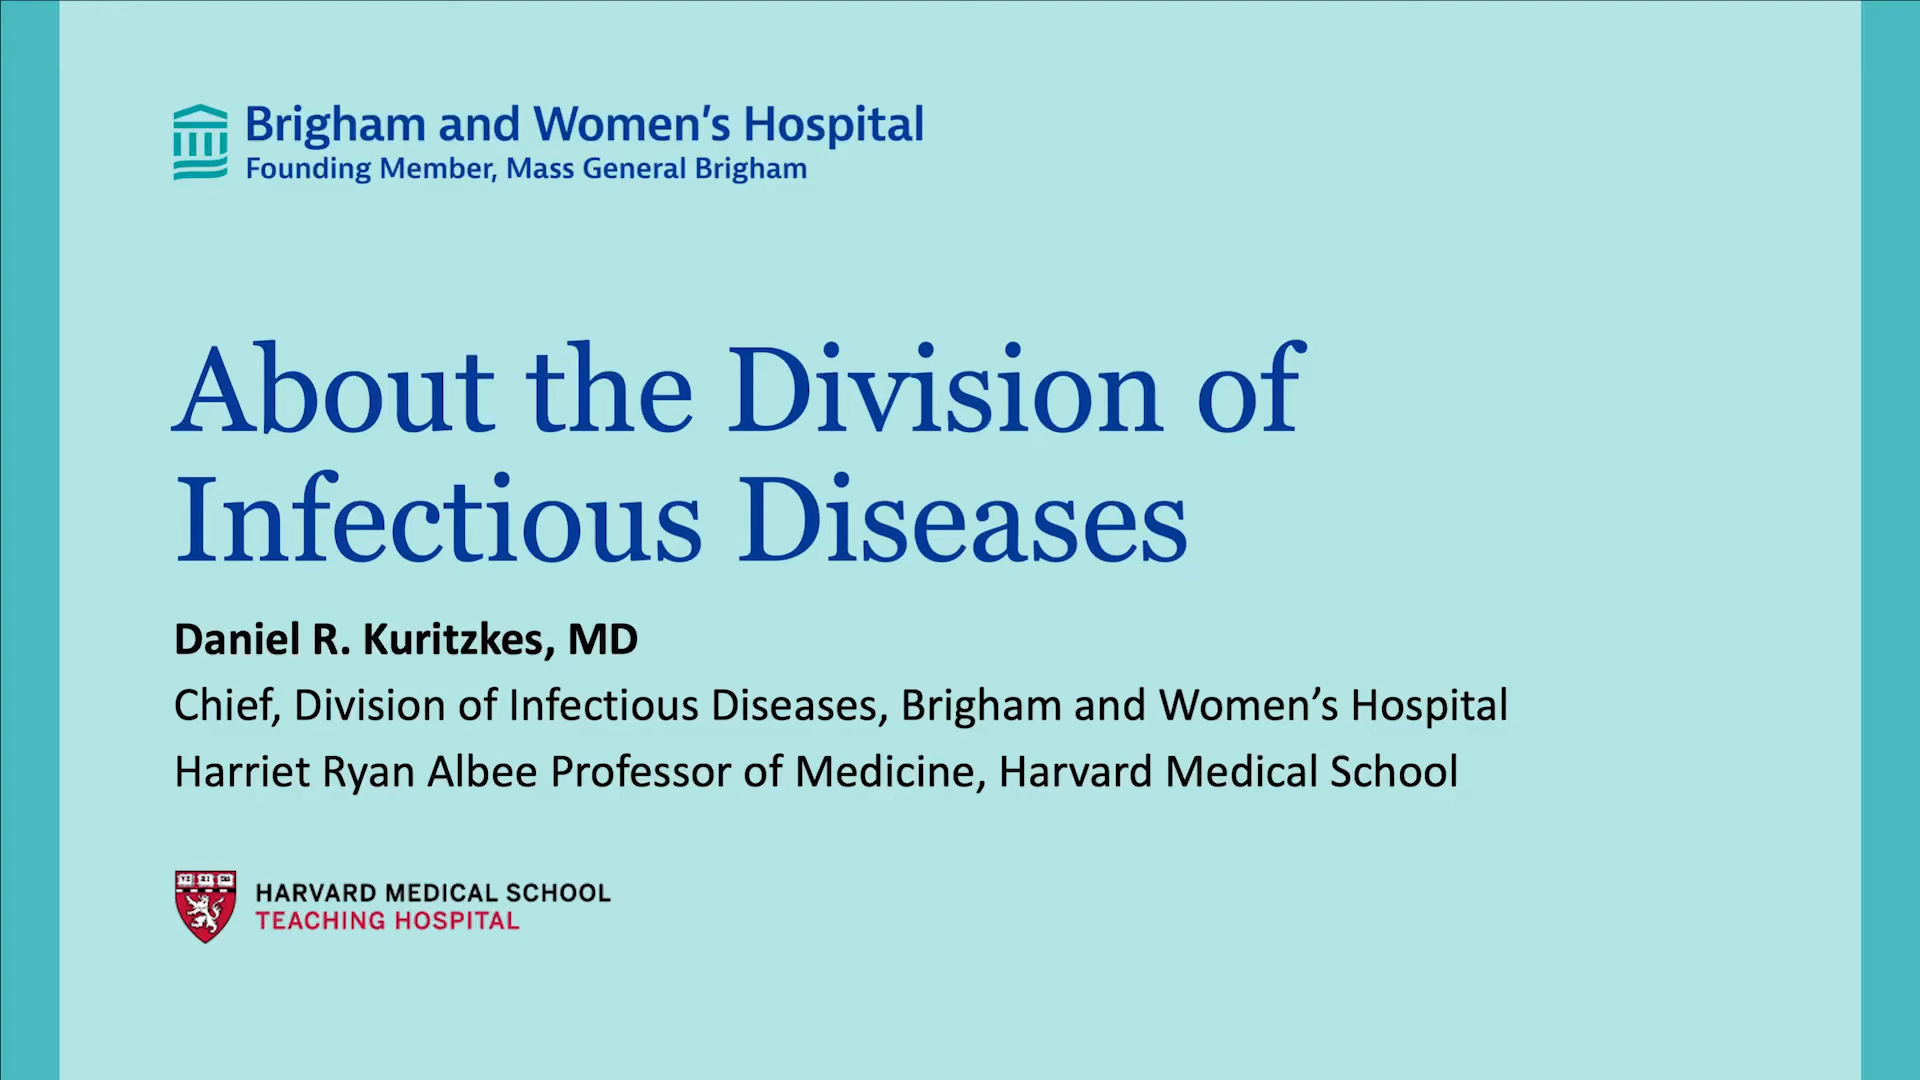 Brigham and Women’s Hospital
Founding Member, Mass General Brigham
About the Division of
Infectious Diseases
Daniel R. Kuritzkes, MD
Chief, Division of Infectious Diseases, Brigham and Women’s Hospital
Harriet Ryan Albee Professor of Medicine, Harvard Medical School
HARVARD MEDICAL SCHOOL
TEACHING HOSPITAL